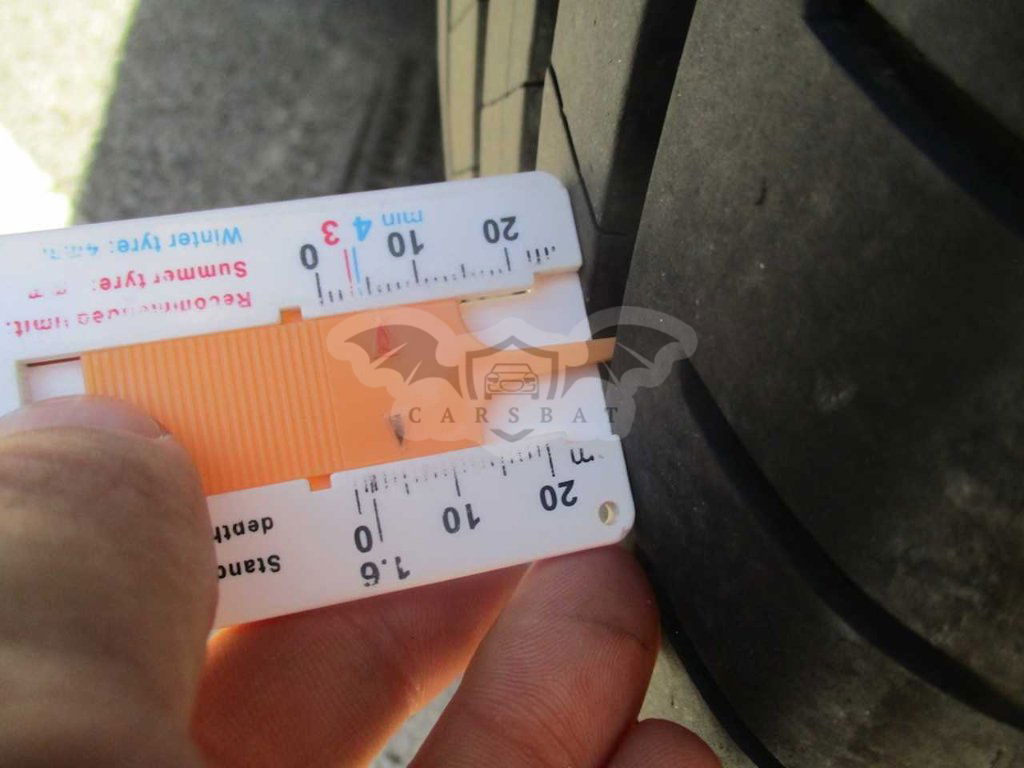 Stand
depth
1.6
0 10 20
m
CARSBAT
Recommended limit.
Summer tyre:
Winter tyre: 4mm.
0 10 20
3 4
min